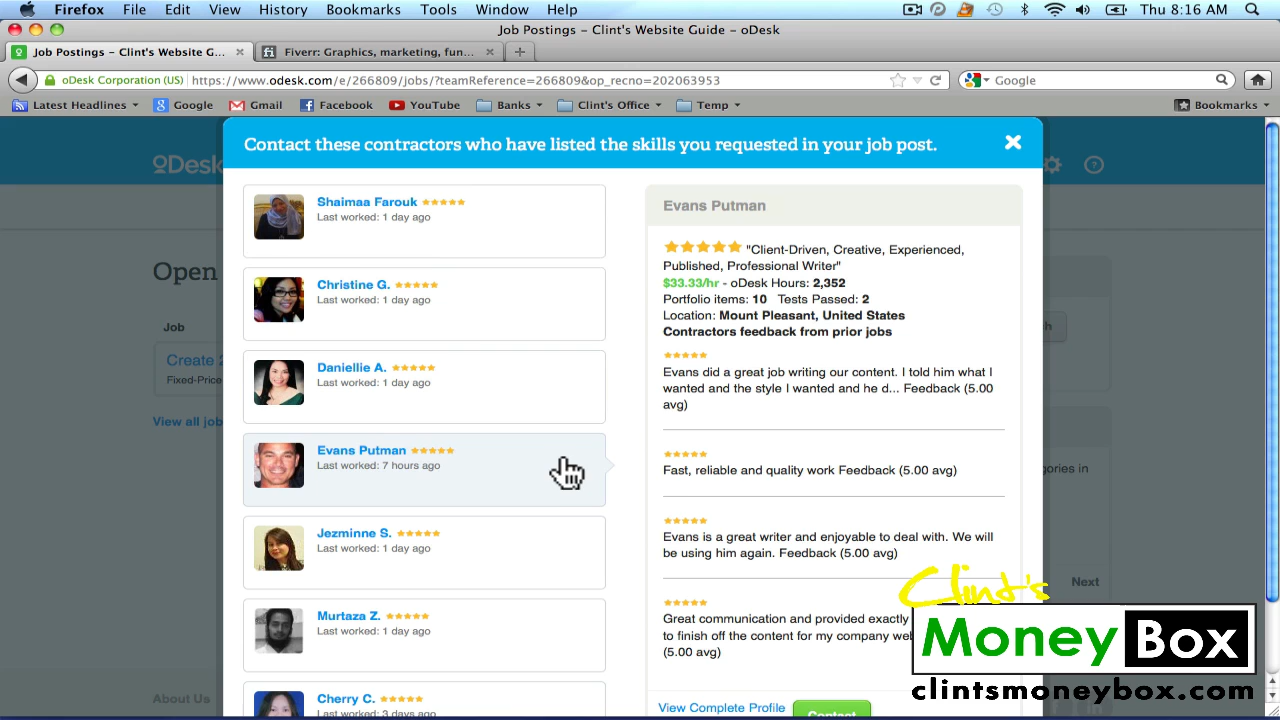 Firefox File Edit View History Bookmarks Tools Window Help Thu 8:16 AM
Job Postings – Clint's Website Guide – oDesk
Job Postings – Clint's Website G...
Fiverr: Graphics, marketing, fun...
oDesk Corporation (US) https://www.odesk.com/e/266809/jobs/?teamReference=266809&op_recno=202063953
Google
Latest Headlines Google Gmail Facebook YouTube Banks Clint's Office Temp Bookmarks
Contact these contractors who have listed the skills you requested in your job post.
oDesk
Open
Job
Create 2
Fixed-Price
View all job
About Us
Shaimaa Farouk
Last worked: 1 day ago
Christine G.
Last worked: 1 day ago
Daniellie A.
Last worked: 1 day ago
Evans Putman
Last worked: 7 hours ago
Jezminne S.
Last worked: 1 day ago
Murtaza Z.
Last worked: 1 day ago
Cherry C.
Last worked: 3 days ago
Evans Putman
"Client-Driven, Creative, Experienced,
Published, Professional Writer"
$33.33/hr - oDesk Hours: 2,352
Portfolio items: 10 Tests Passed: 2
Location: Mount Pleasant, United States
Contractors feedback from prior jobs
Evans did a great job writing our content. I told him what I
wanted and the style I wanted and he d... Feedback (5.00
avg)
Fast, reliable and quality work Feedback (5.00 avg)
Evans is a great writer and enjoyable to deal with. We will
be using him again. Feedback (5.00 avg)
Great communication and provided exactly
to finish off the content for my company web
(5.00 avg)
View Complete Profile
Contact
h
gories in
Next
Clint's
MoneyBox
clintsmoneybox.com